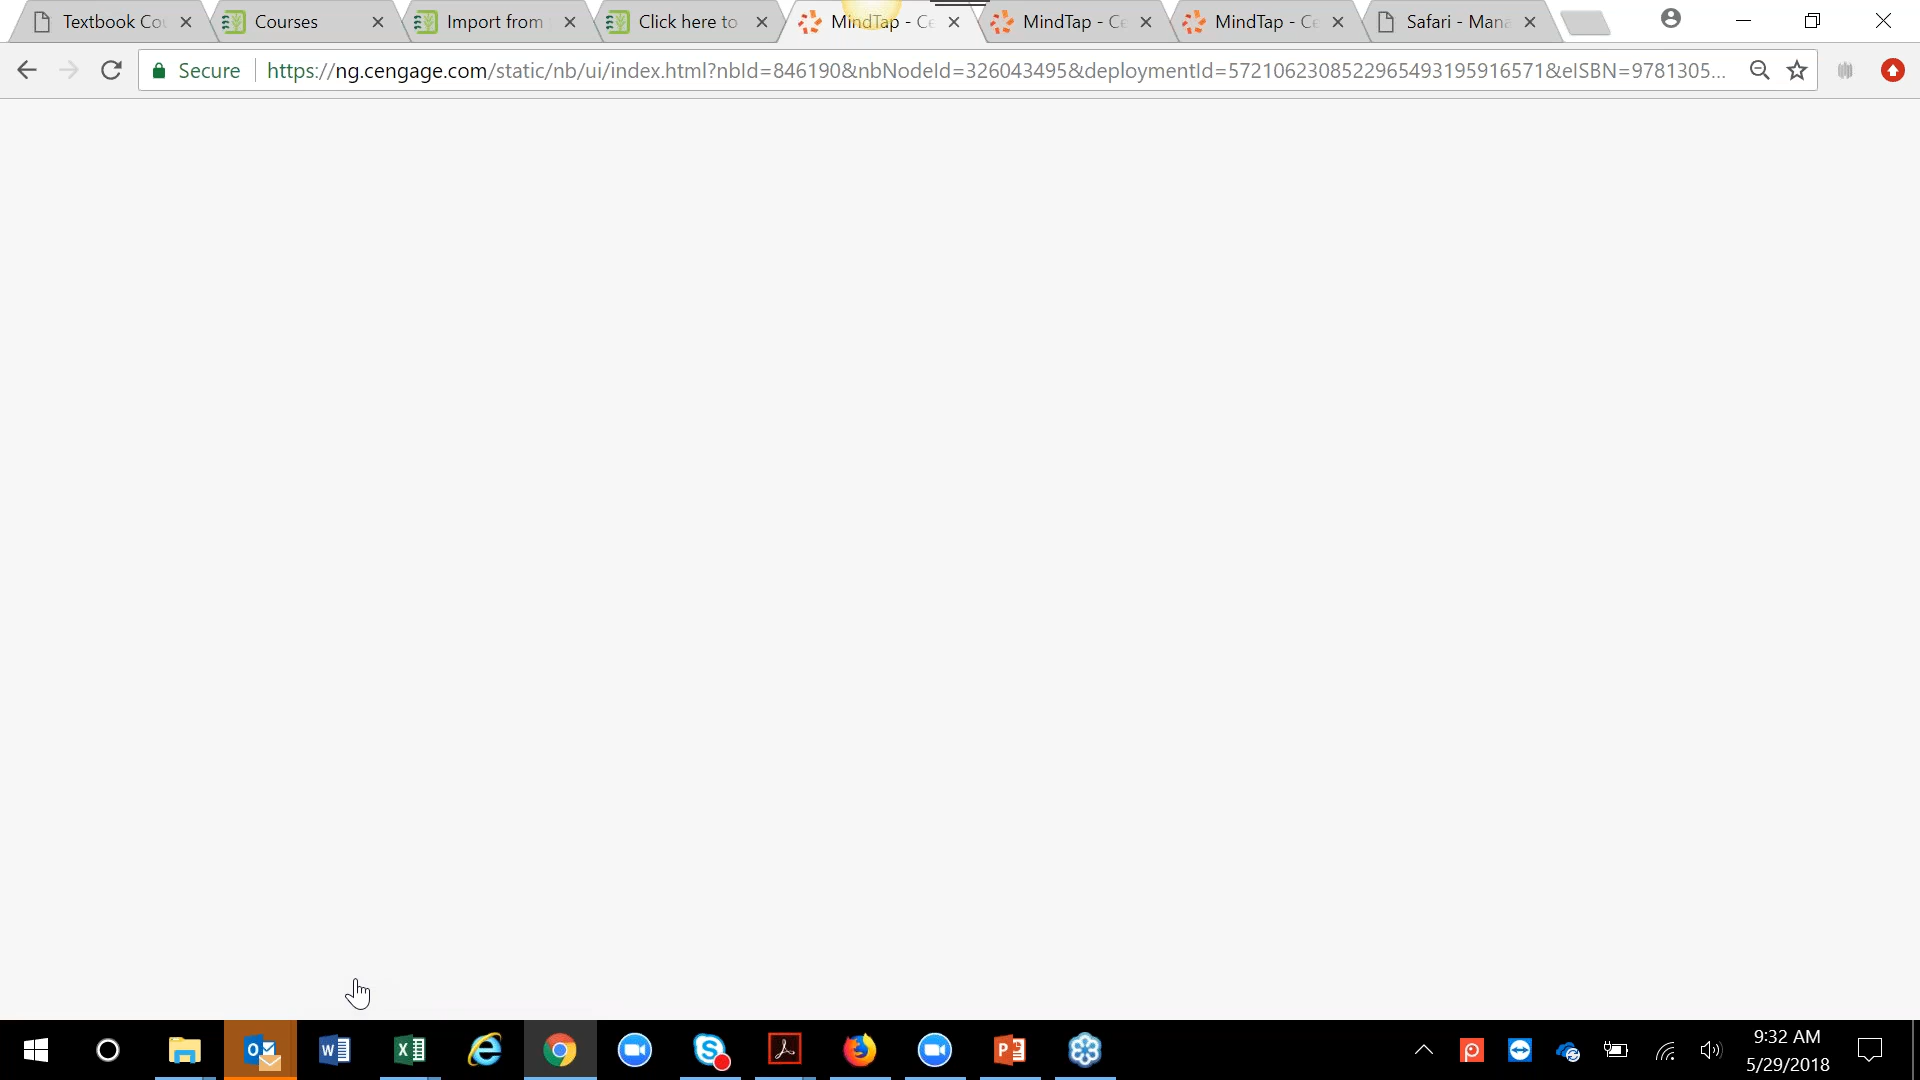 Textbook Cou
Courses
Import from
Click here to
MindTap - Ce
MindTap - Ce
MindTap - Ce
Safari - Mana
Secure
https://ng.cengage.com/static/nb/ui/index.html?nbId=846190&nbNodeId=326043495&deploymentId=5721062308522965493195916571&eISBN=9781305...
9:32 AM
5/29/2018